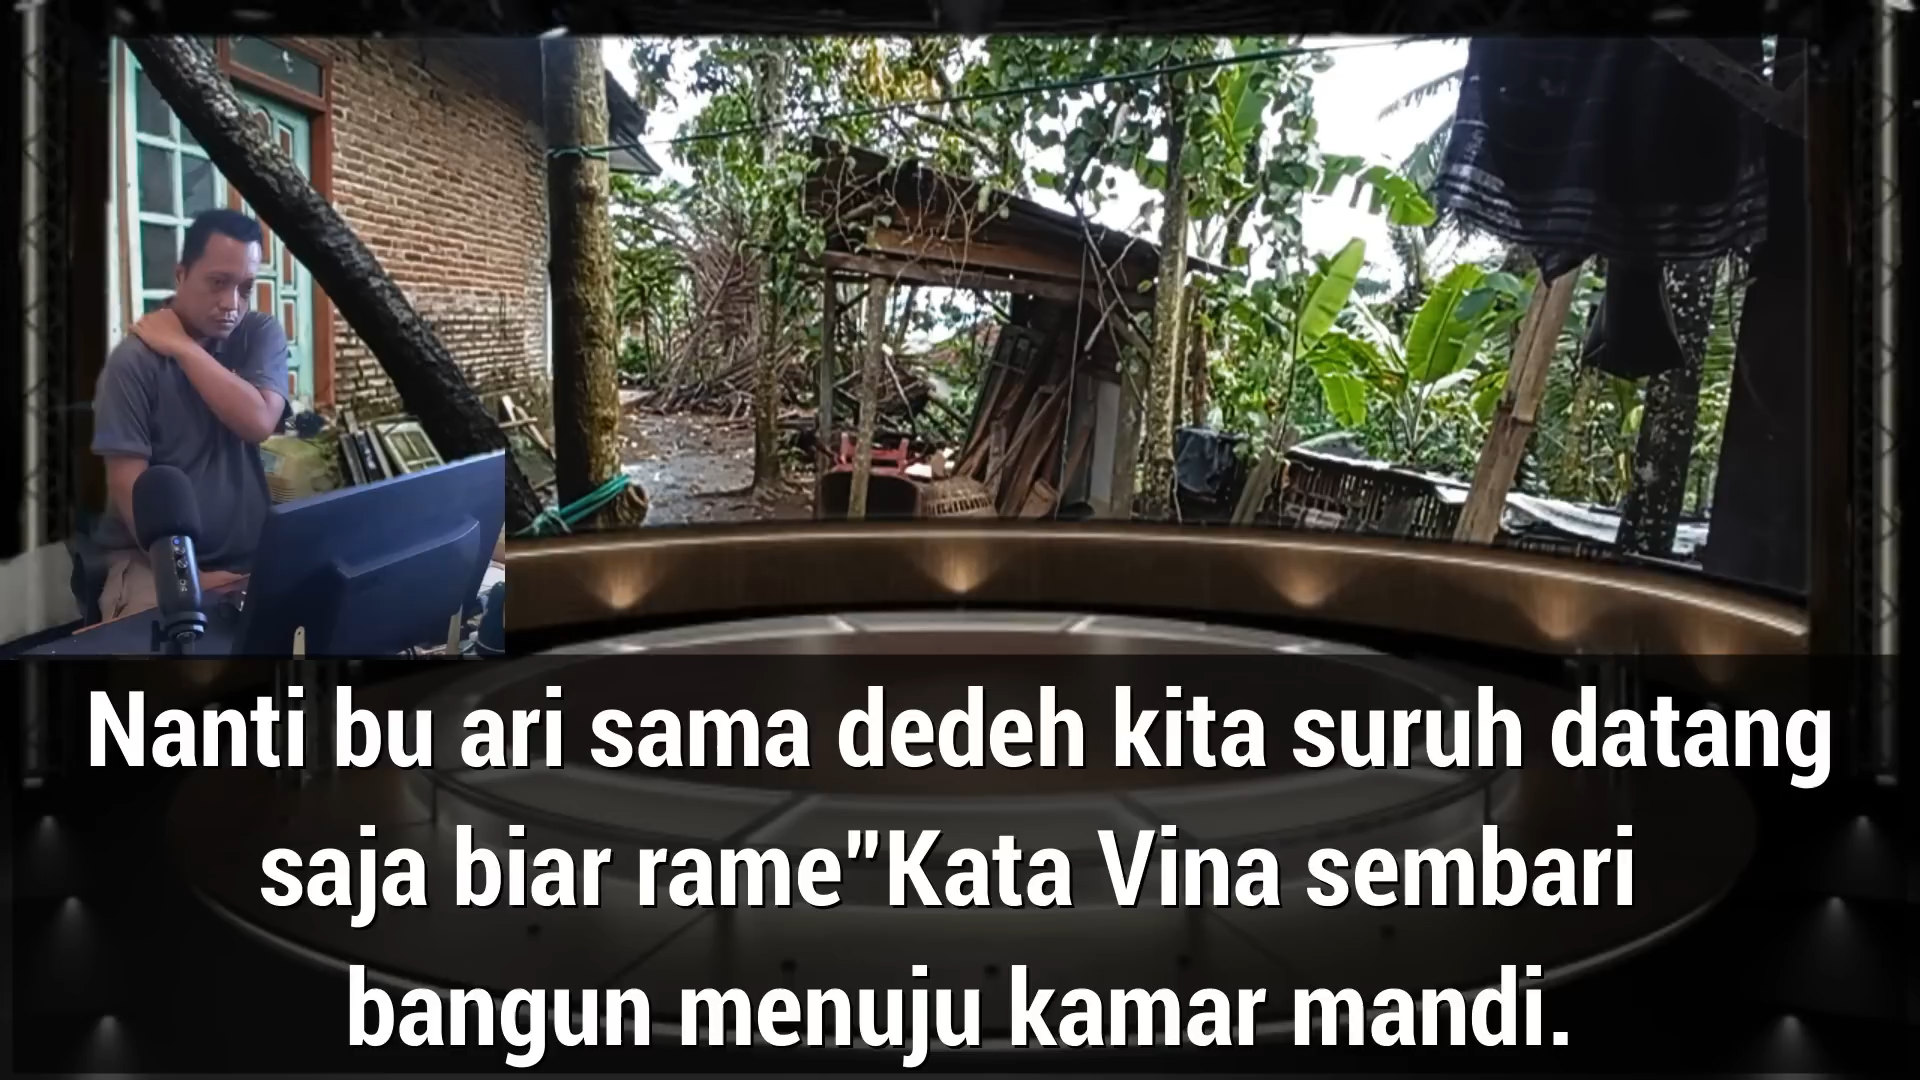 Nanti bu ari sama dedeh kita suruh datang
saja biar rame"Kata Vina sembari
bangun menuju kamar mandi.